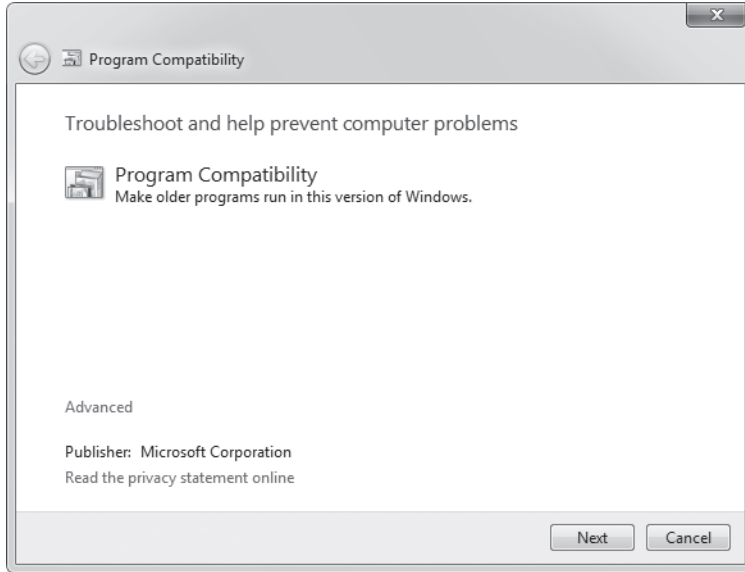 Program Compatibility
Troubleshoot and help prevent computer problems
Program Compatibility
Make older programs run in this version of Windows.
Advanced
Publisher: Microsoft Corporation
Read the privacy statement online
Next Cancel